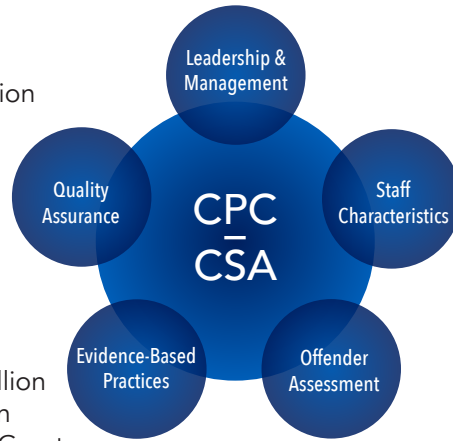 Leadership &
Management
ion
Quality
Assurance
CPC
–
CSA
Staff
Characteristics
Evidence-Based
Practices
Offender
Assessment
llion
n